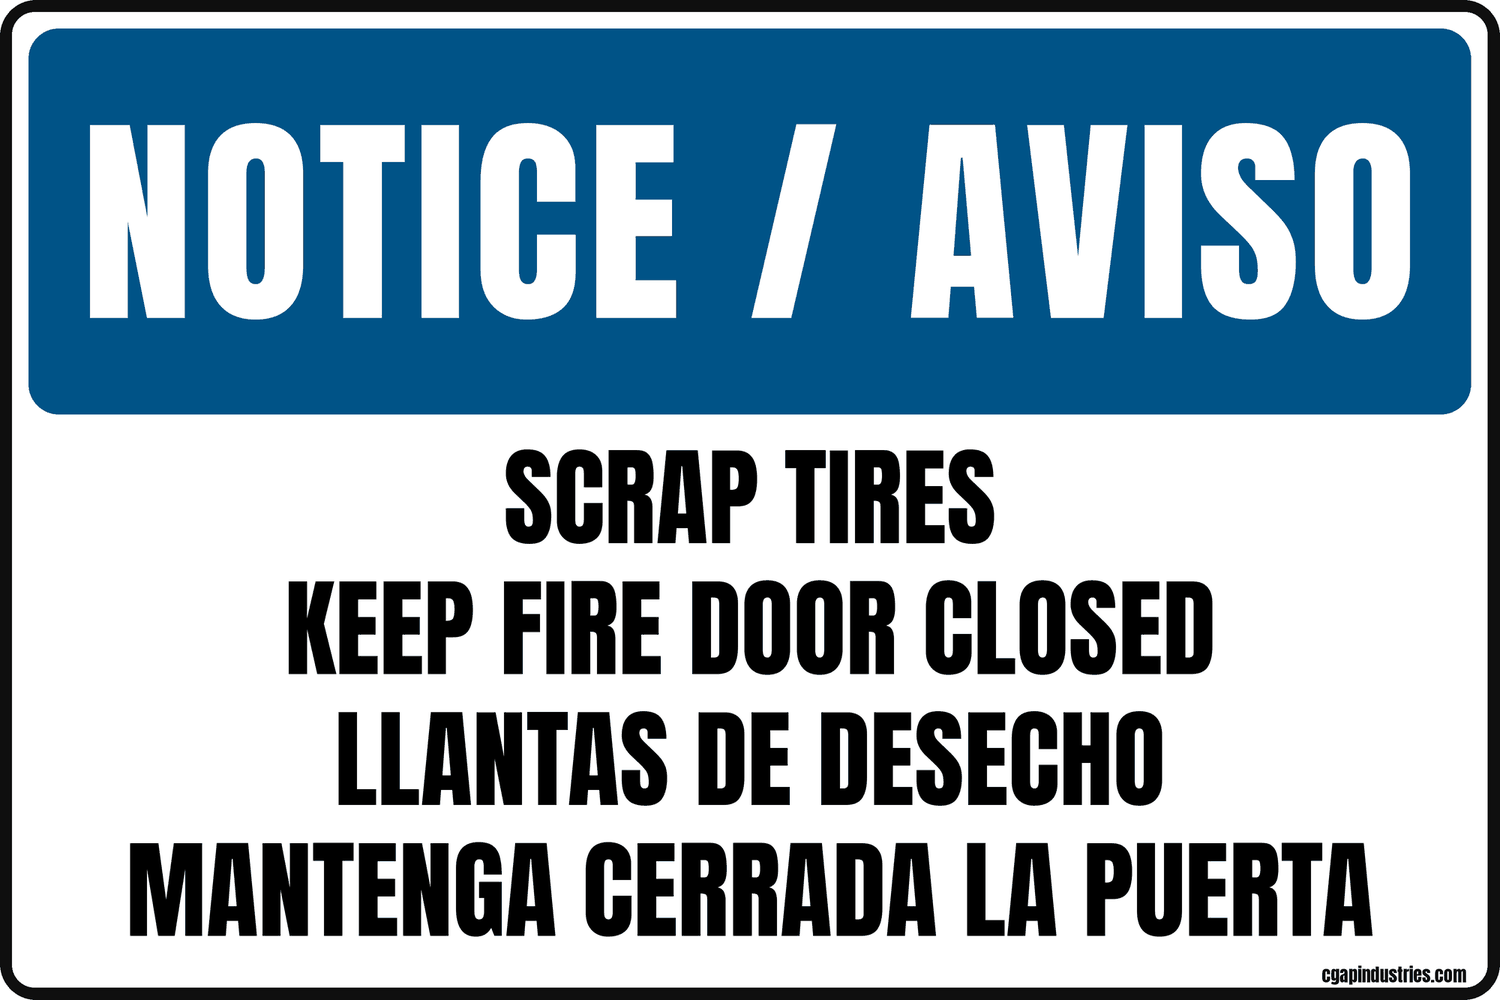 NOTICE / AVISO
SCRAP TIRES
KEEP FIRE DOOR CLOSED
LLANTAS DE DESECHO
MANTENGA CERRADA LA PUERTA
cgapindustries.com